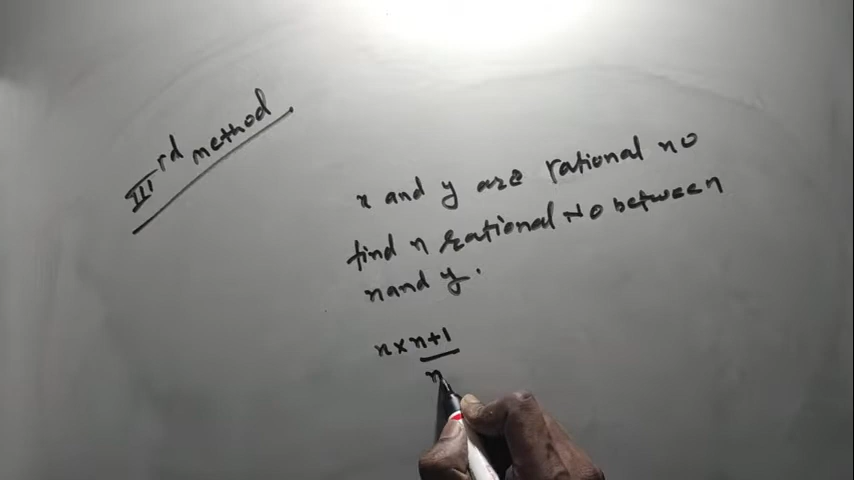 IIIrd method
x and y are rational no
find n rational No between
x and y.
x × n+1
n